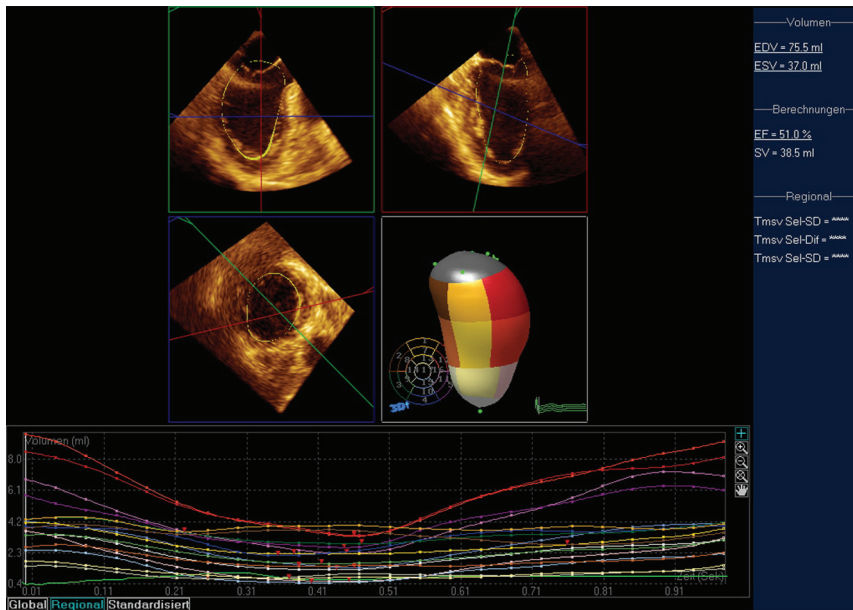 Volumen
EDV = 75.5 ml
ESV = 37.0 ml
Berechnungen
EF = 51.0 %
SV = 38.5 ml
Regional
Tmsv Sel-SD = ****
Tmsv Sel-Dif = ****
Tmsv Sel-SD = ****
Volumen (ml)
8.0
6.1
4.2
2.3
0.4
0.01 0.11 0.21 0.31 0.41 0.51 0.61 0.71 0.81 0.91
Zeit (Sek)
Global Regional Standardisiert